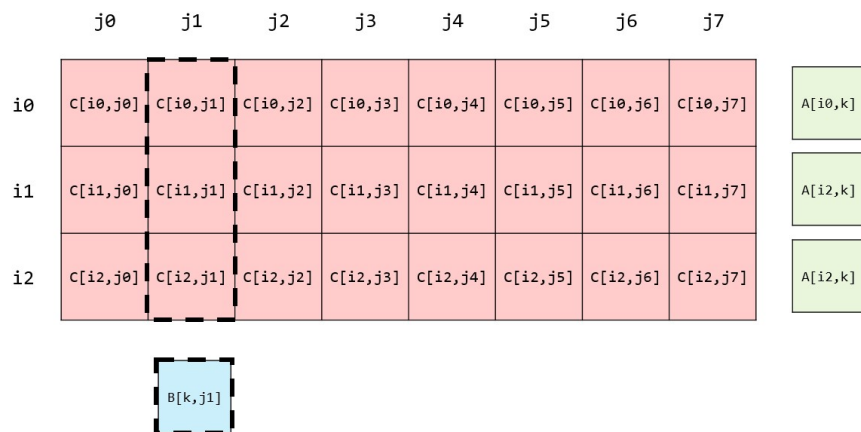 j0 j1 j2 j3 j4 j5 j6 j7
i0 C[i0,j0] C[i0,j1] C[i0,j2] C[i0,j3] C[i0,j4] C[i0,j5] C[i0,j6] C[i0,j7] A[i0,k]
i1 C[i1,j0] C[i1,j1] C[i1,j2] C[i1,j3] C[i1,j4] C[i1,j5] C[i1,j6] C[i1,j7] A[i2,k]
i2 C[i2,j0] C[i2,j1] C[i2,j2] C[i2,j3] C[i2,j4] C[i2,j5] C[i2,j6] C[i2,j7] A[i2,k]
B[k,j1]